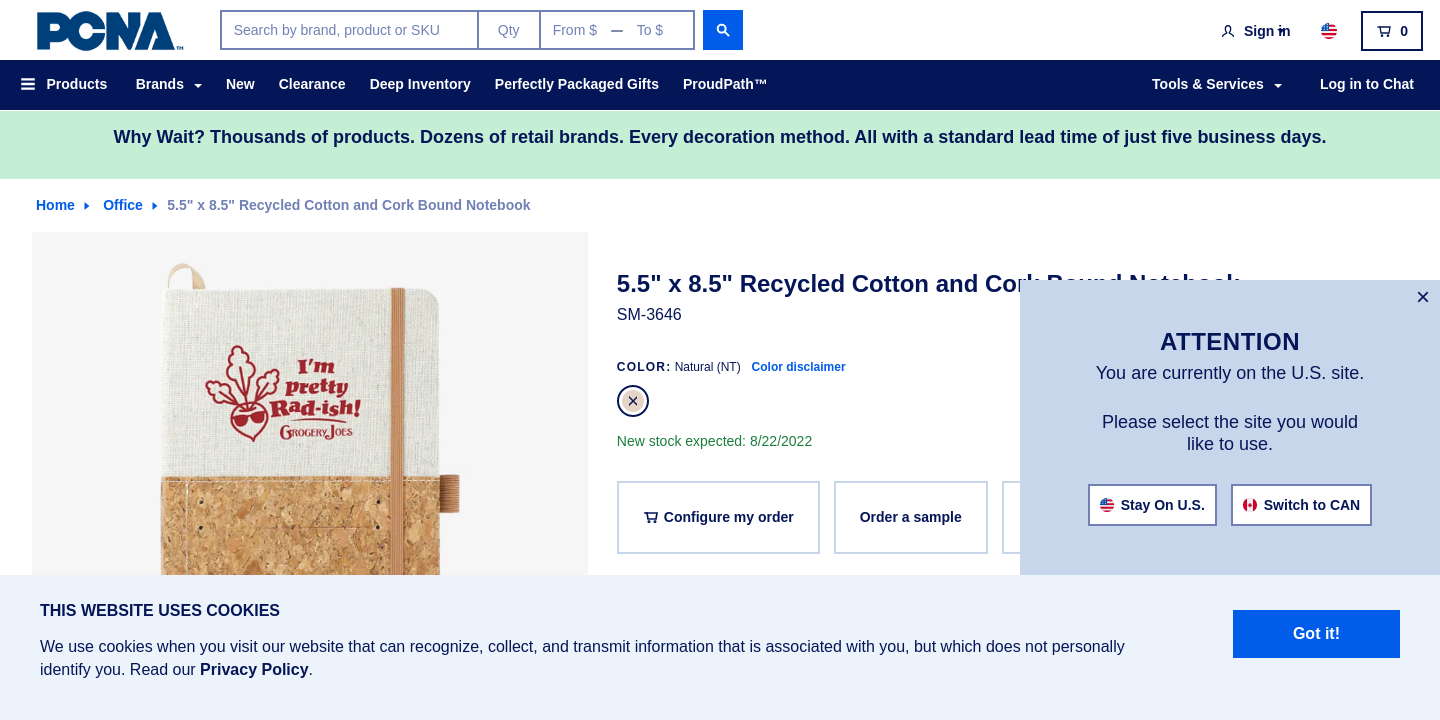 PCNA™
Search by brand, product or SKU
Qty
From $ — To $
Sign in
0
Products
Brands
New
Clearance
Deep Inventory
Perfectly Packaged Gifts
ProudPath™
Tools & Services
Log in to Chat
Why Wait? Thousands of products. Dozens of retail brands. Every decoration method. All with a standard lead time of just five business days.
Home
Office
5.5" x 8.5" Recycled Cotton and Cork Bound Notebook
I'm
pretty
Rad-ish!
GROGERY JOES
5.5" x 8.5" Recycled Cotton and Cork Bound Notebook
SM-3646
COLOR: Natural (NT) Color disclaimer
New stock expected: 8/22/2022
Configure my order
Order a sample
ATTENTION
You are currently on the U.S. site.
Please select the site you would
like to use.
Stay On U.S.
Switch to CAN
THIS WEBSITE USES COOKIES
We use cookies when you visit our website that can recognize, collect, and transmit information that is associated with you, but which does not personally
identify you. Read our Privacy Policy.
Got it!